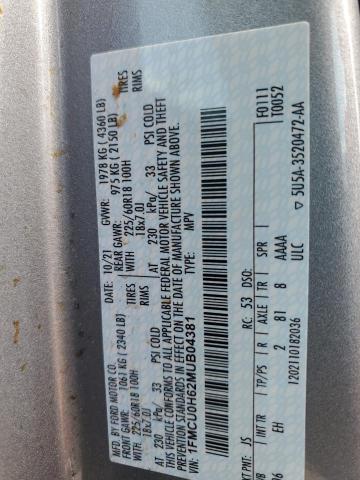 MFD. BY FORD MOTOR CO.
DATE: 10/21 GVWR: 1978 KG ( 4360 LB)
FRONT GAWR: 1061 KG ( 2340 LB) REAR GAWR: 975 KG ( 2150 LB)
225/60R18 100H TIRES WITH 225/60R18 100H TIRES
18x7.0J RIMS 18x7.0J RIMS
AT 230 kPa/ 33 PSI COLD AT 230 kPa/ 33 PSI COLD
THIS VEHICLE CONFORMS TO ALL APPLICABLE FEDERAL MOTOR VEHICLE SAFETY AND THEFT
PREVENTION STANDARDS IN EFFECT ON THE DATE OF MANUFACTURE SHOWN ABOVE.
VIN: 1FMCU0H62MUB04381 TYPE: MPV
F0111
T0052
EXT PNT: JS RC: 53 DSO:
INT TR TP/PS R AXLE TR SPR
EH 2 81 8 AAAA
12021110182036 ULC
5U5A-3520472-AA